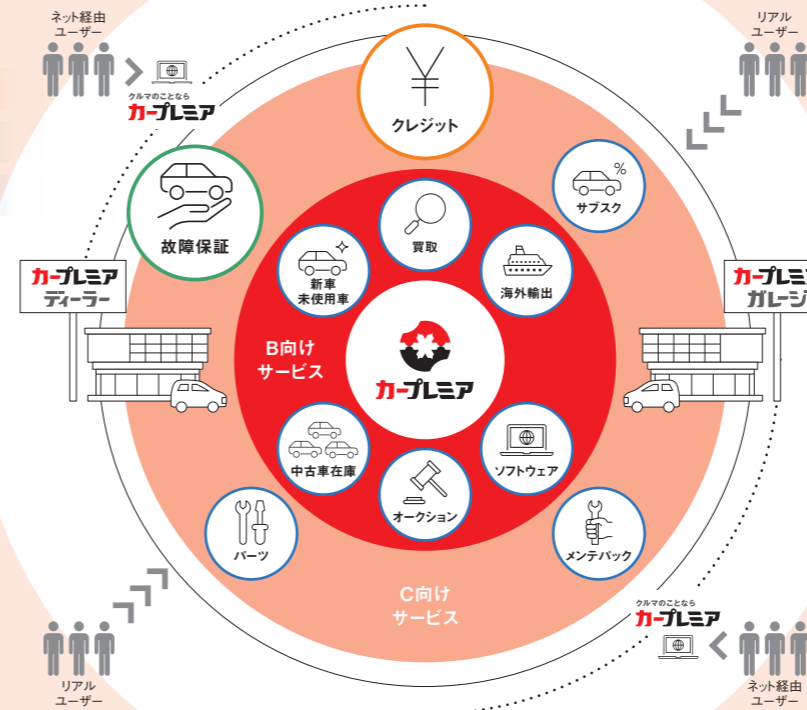 ネット経由
ユーザー
クルマのことなら
カープレミア
リアル
ユーザー
クレジット
サブスク
%
故障保証
買取
新車
未使用車
海外輸出
カープレミア
ディーラー
カープレミア
ガレージ
B向け
サービス
カープレミア
中古車在庫
ソフトウェア
オークション
パーツ
メンテパック
C向け
サービス
クルマのことなら
カープレミア
リアル
ユーザー
ネット経由
ユーザー